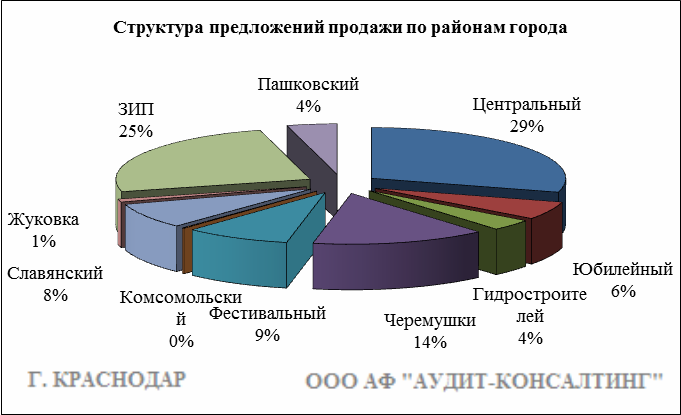 Структура предложений продажи по районам города
Пашковский
4%
ЗИП
25%
Центральный
29%
Жуковка
1%
Славянский
8%
Комсомольски
й
0%
Фестивальный
9%
Черемушки
14%
Гидростроите
лей
4%
Юбилейный
6%
Г. КРАСНОДАР
ООО АФ "АУДИТ-КОНСАЛТИНГ"